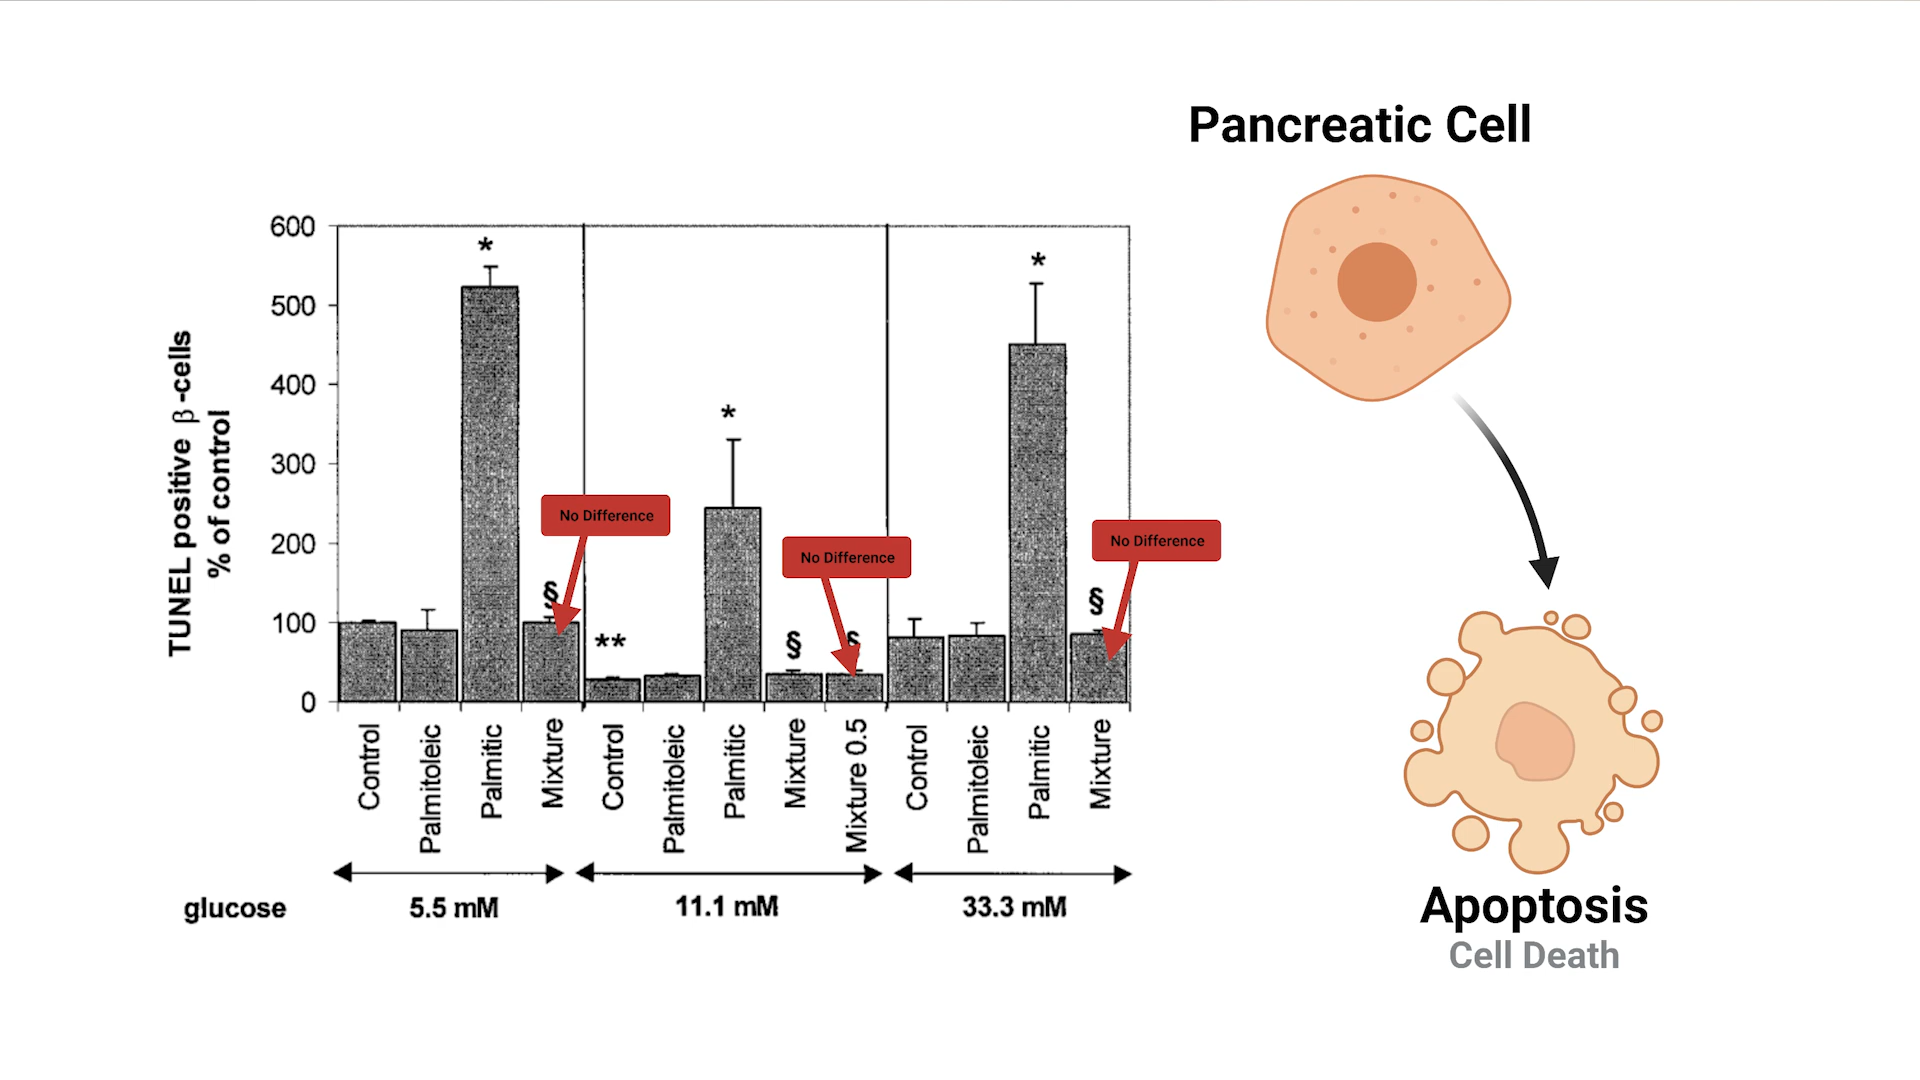 Pancreatic Cell
TUNEL positive β-cells
% of control
600
500
400
300
200
100
0
*
*
*
**
§
§
§
§
No Difference
No Difference
No Difference
Control
Palmitoleic
Palmitic
Mixture
Control
Palmitoleic
Palmitic
Mixture
Mixture 0.5
Control
Palmitoleic
Palmitic
Mixture
glucose
5.5 mM
11.1 mM
33.3 mM
Apoptosis
Cell Death